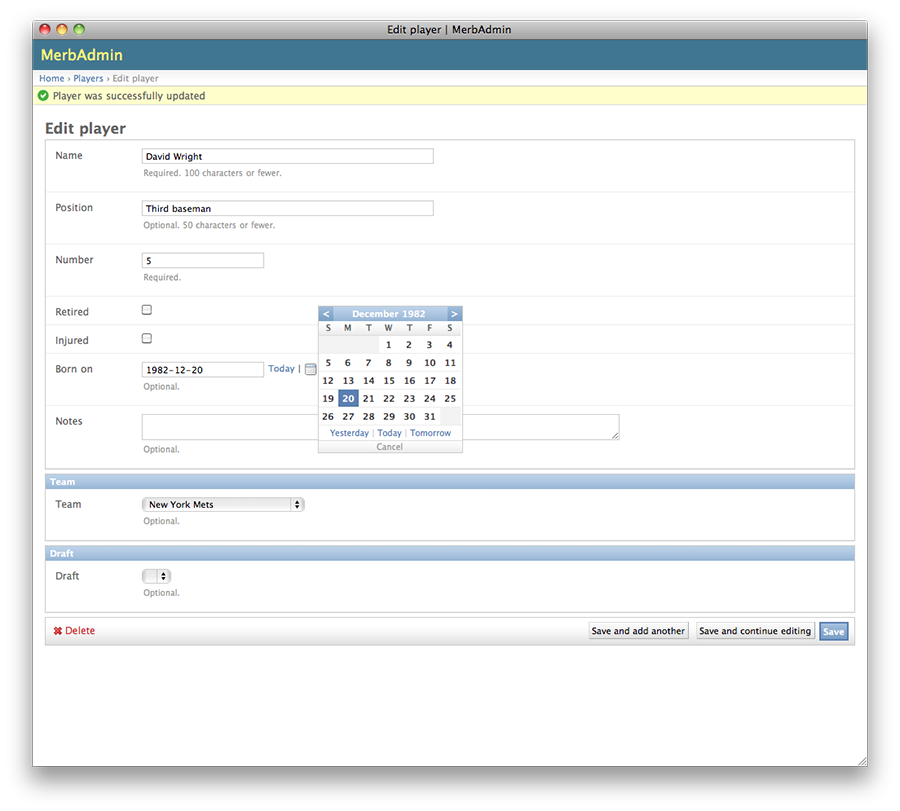 Edit player | MerbAdmin
MerbAdmin
Home › Players › Edit player
Player was successfully updated
Edit player
Name David Wright
Required. 100 characters or fewer.
Position Third baseman
Optional. 50 characters or fewer.
Number 5
Required.
Retired
Injured
Born on 1982-12-20 Today |
Optional.
< December 1982 >
S M T W T F S
1 2 3 4
5 6 7 8 9 10 11
12 13 14 15 16 17 18
19 20 21 22 23 24 25
26 27 28 29 30 31
Yesterday | Today | Tomorrow
Cancel
Notes
Optional.
Team
Team New York Mets
Optional.
Draft
Draft
Optional.
Delete Save and add another Save and continue editing Save